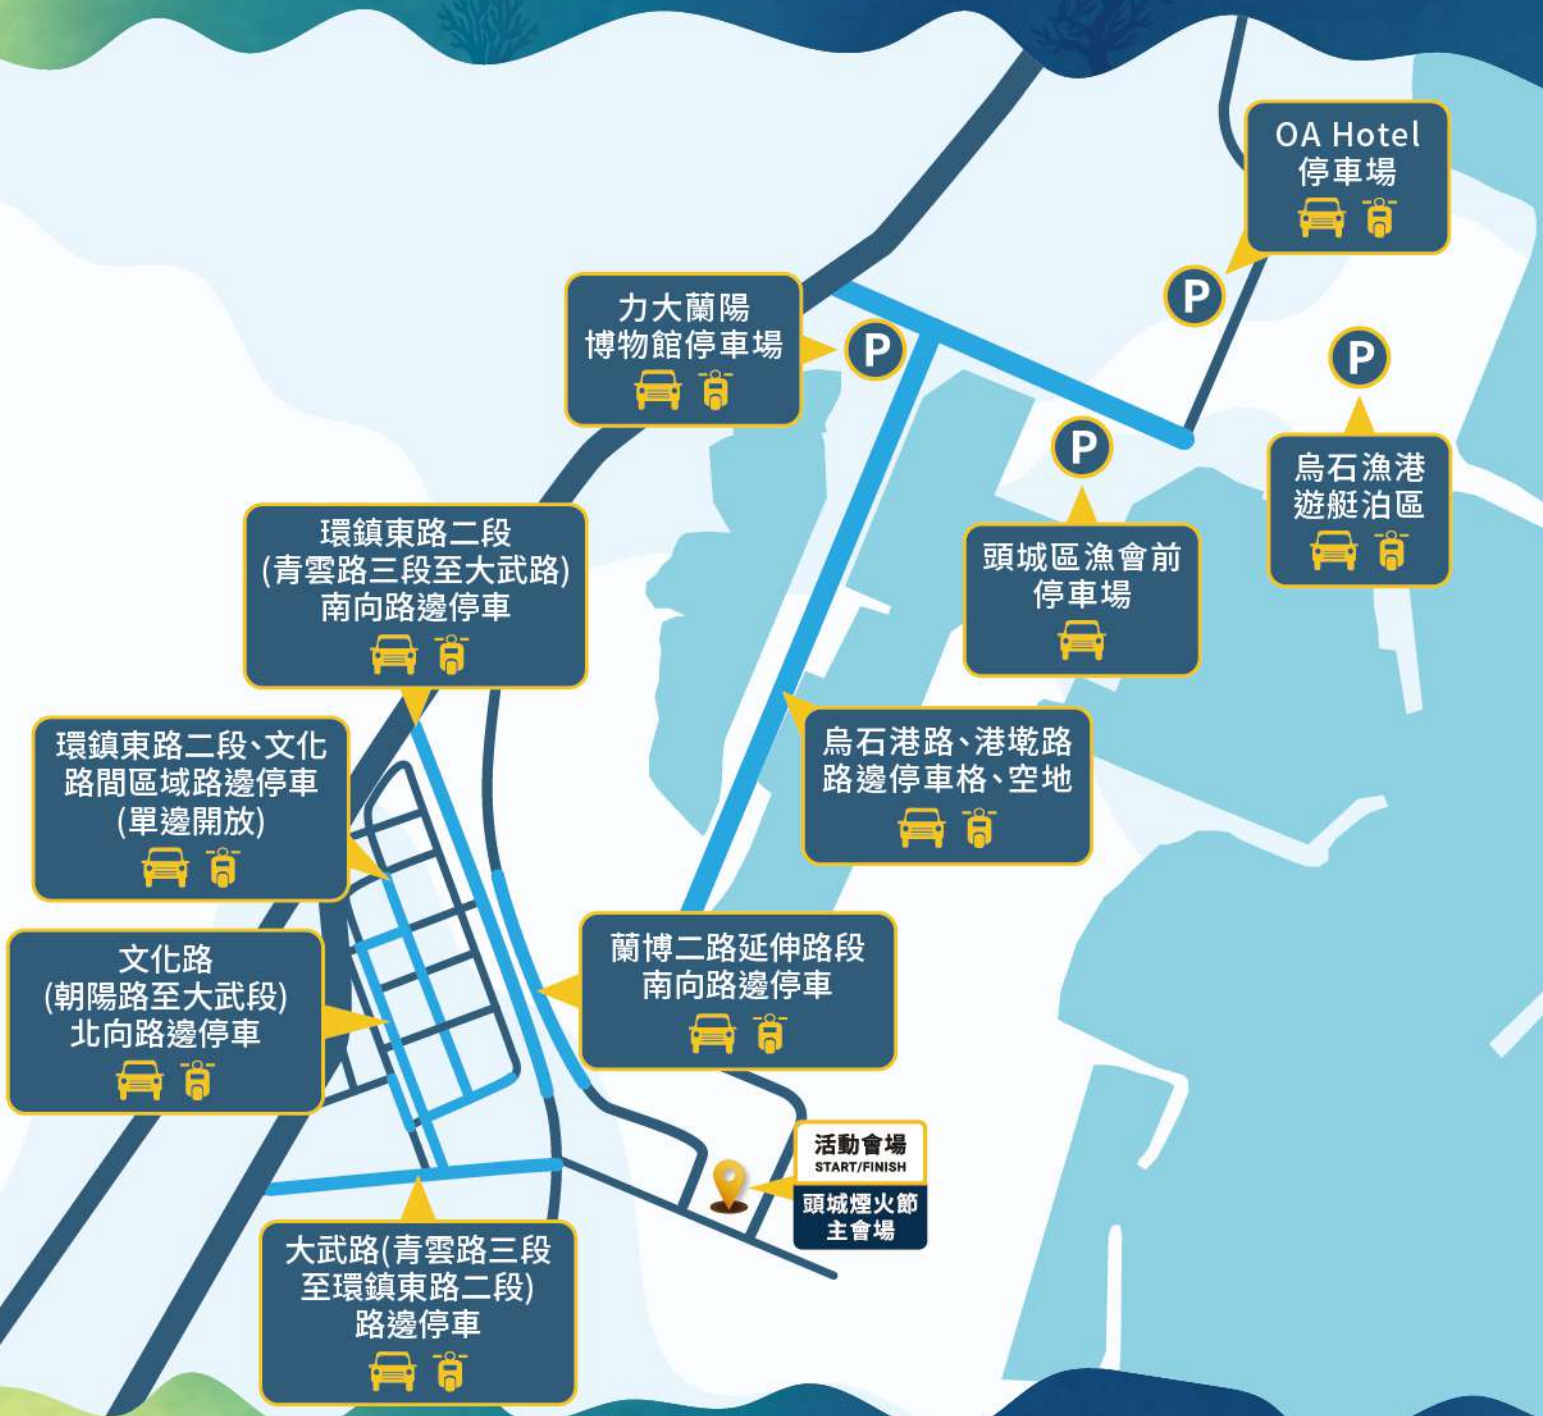 OA Hotel
停車場
P
力大蘭陽
博物館停車場
P
P
烏石漁港
遊艇泊區
P
頭城區漁會前
停車場
環鎮東路二段
(青雲路三段至大武路)
南向路邊停車
烏石港路、港墘路
路邊停車格、空地
環鎮東路二段、文化
路間區域路邊停車
(單邊開放)
蘭博二路延伸路段
南向路邊停車
文化路
(朝陽路至大武段)
北向路邊停車
活動會場
START/FINISH
頭城煙火節
主會場
大武路(青雲路三段
至環鎮東路二段)
路邊停車